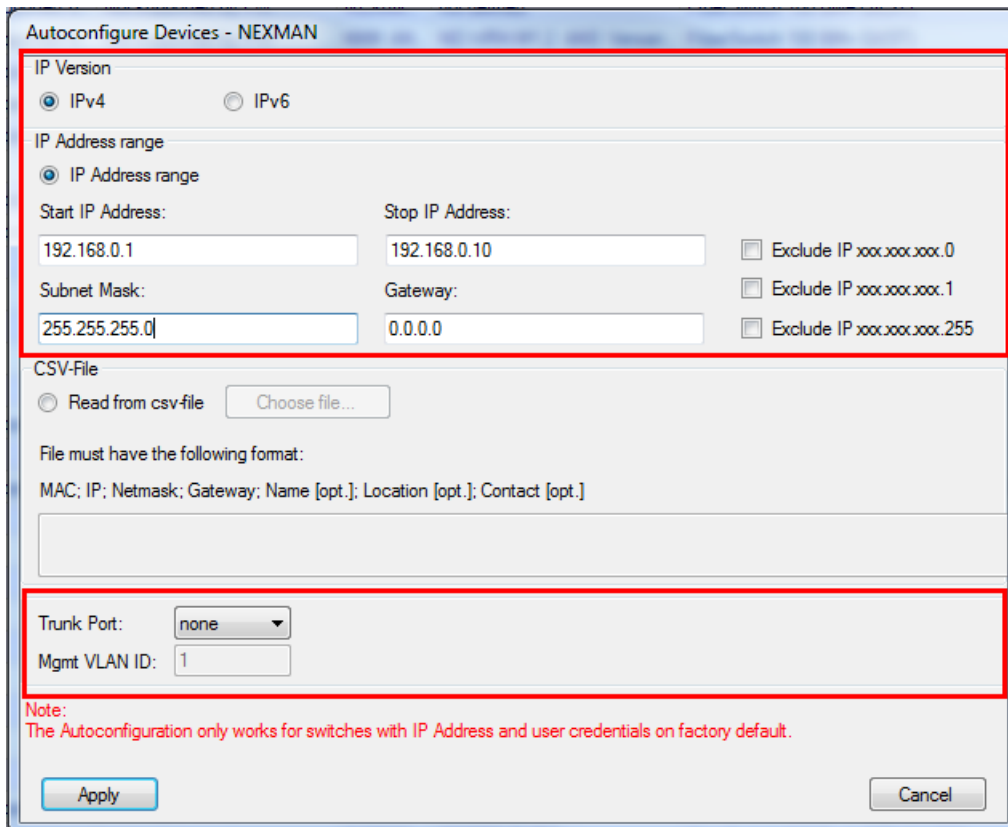 Autoconfigure Devices - NEXMAN
IP Version
IPv4 IPv6
IP Address range
IP Address range
Start IP Address: Stop IP Address:
192.168.0.1 192.168.0.10 Exclude IP xxx.xxx.xxx.0
Subnet Mask: Gateway: Exclude IP xxx.xxx.xxx.1
255.255.255.0 0.0.0.0 Exclude IP xxx.xxx.xxx.255
CSV-File
Read from csv-file Choose file...
File must have the following format:
MAC; IP; Netmask; Gateway; Name [opt.]; Location [opt.]; Contact [opt.]
Trunk Port: none
Mgmt VLAN ID: 1
Note:
The Autoconfiguration only works for switches with IP Address and user credentials on factory default.
Apply Cancel